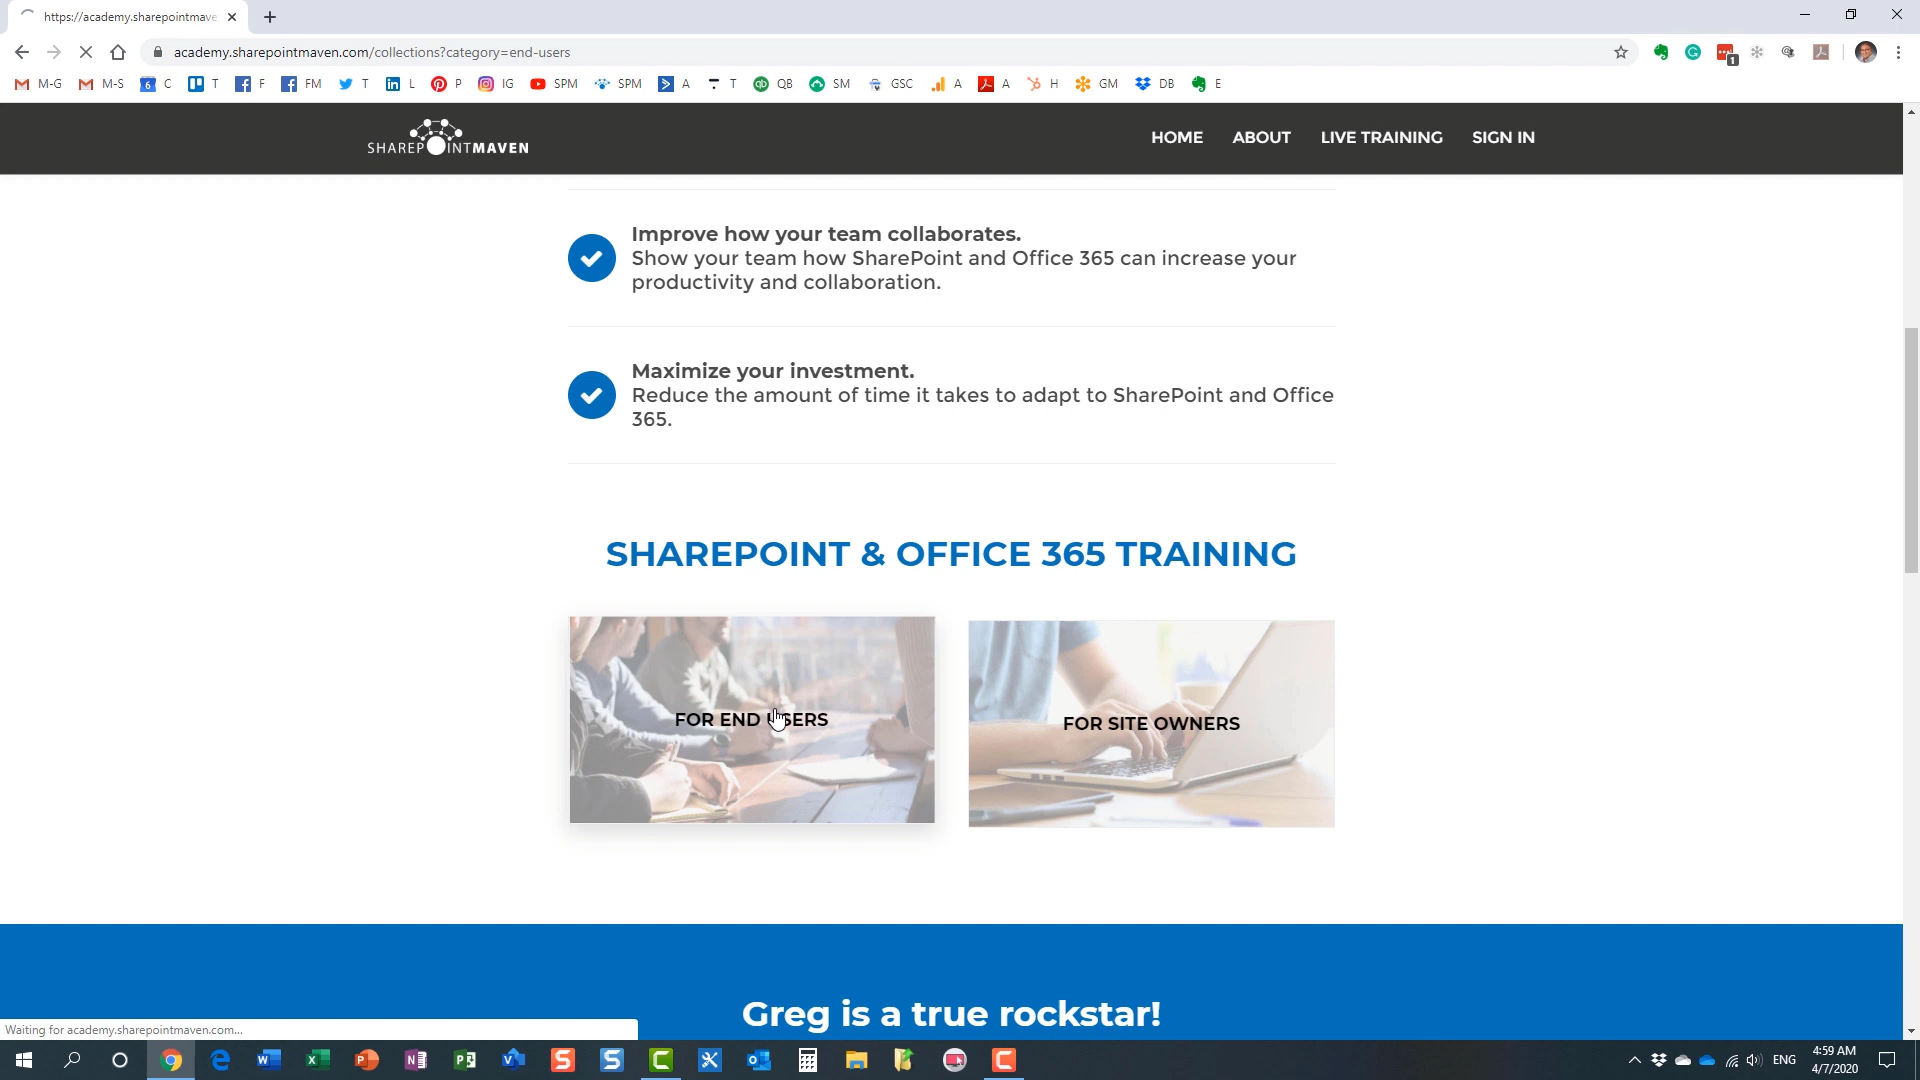 https://academy.sharepointmave
academy.sharepointmaven.com/collections?category=end-users
1
M-G M-S 6 C T F FM T L P IG SPM SPM A T QB SM GSC A A H GM DB E
SHAREPOINTMAVEN
HOME ABOUT LIVE TRAINING SIGN IN
Improve how your team collaborates.
Show your team how SharePoint and Office 365 can increase your
productivity and collaboration.
Maximize your investment.
Reduce the amount of time it takes to adapt to SharePoint and Office
365.
SHAREPOINT & OFFICE 365 TRAINING
FOR END USERS
FOR SITE OWNERS
Greg is a true rockstar!
Waiting for academy.sharepointmaven.com...
ENG
4:59 AM
4/7/2020